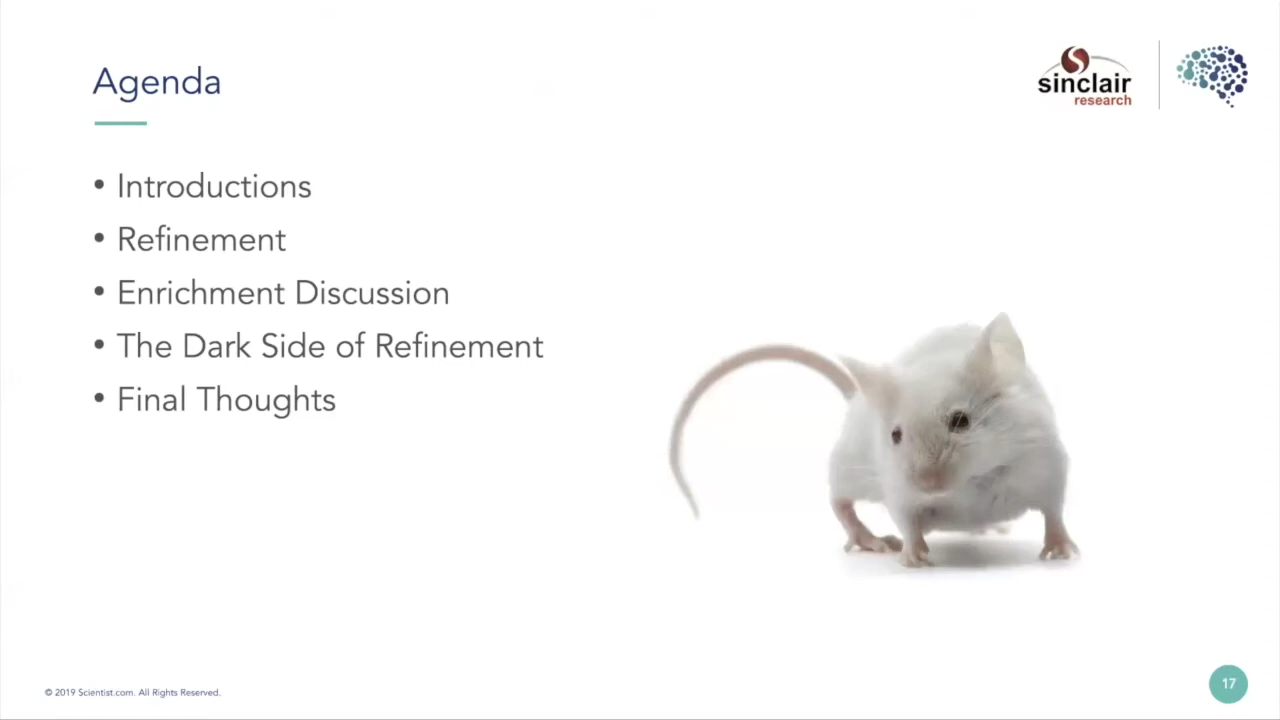 Agenda
sinclair
research
• Introductions
• Refinement
• Enrichment Discussion
• The Dark Side of Refinement
• Final Thoughts
© 2019 Scientist.com. All Rights Reserved.
17